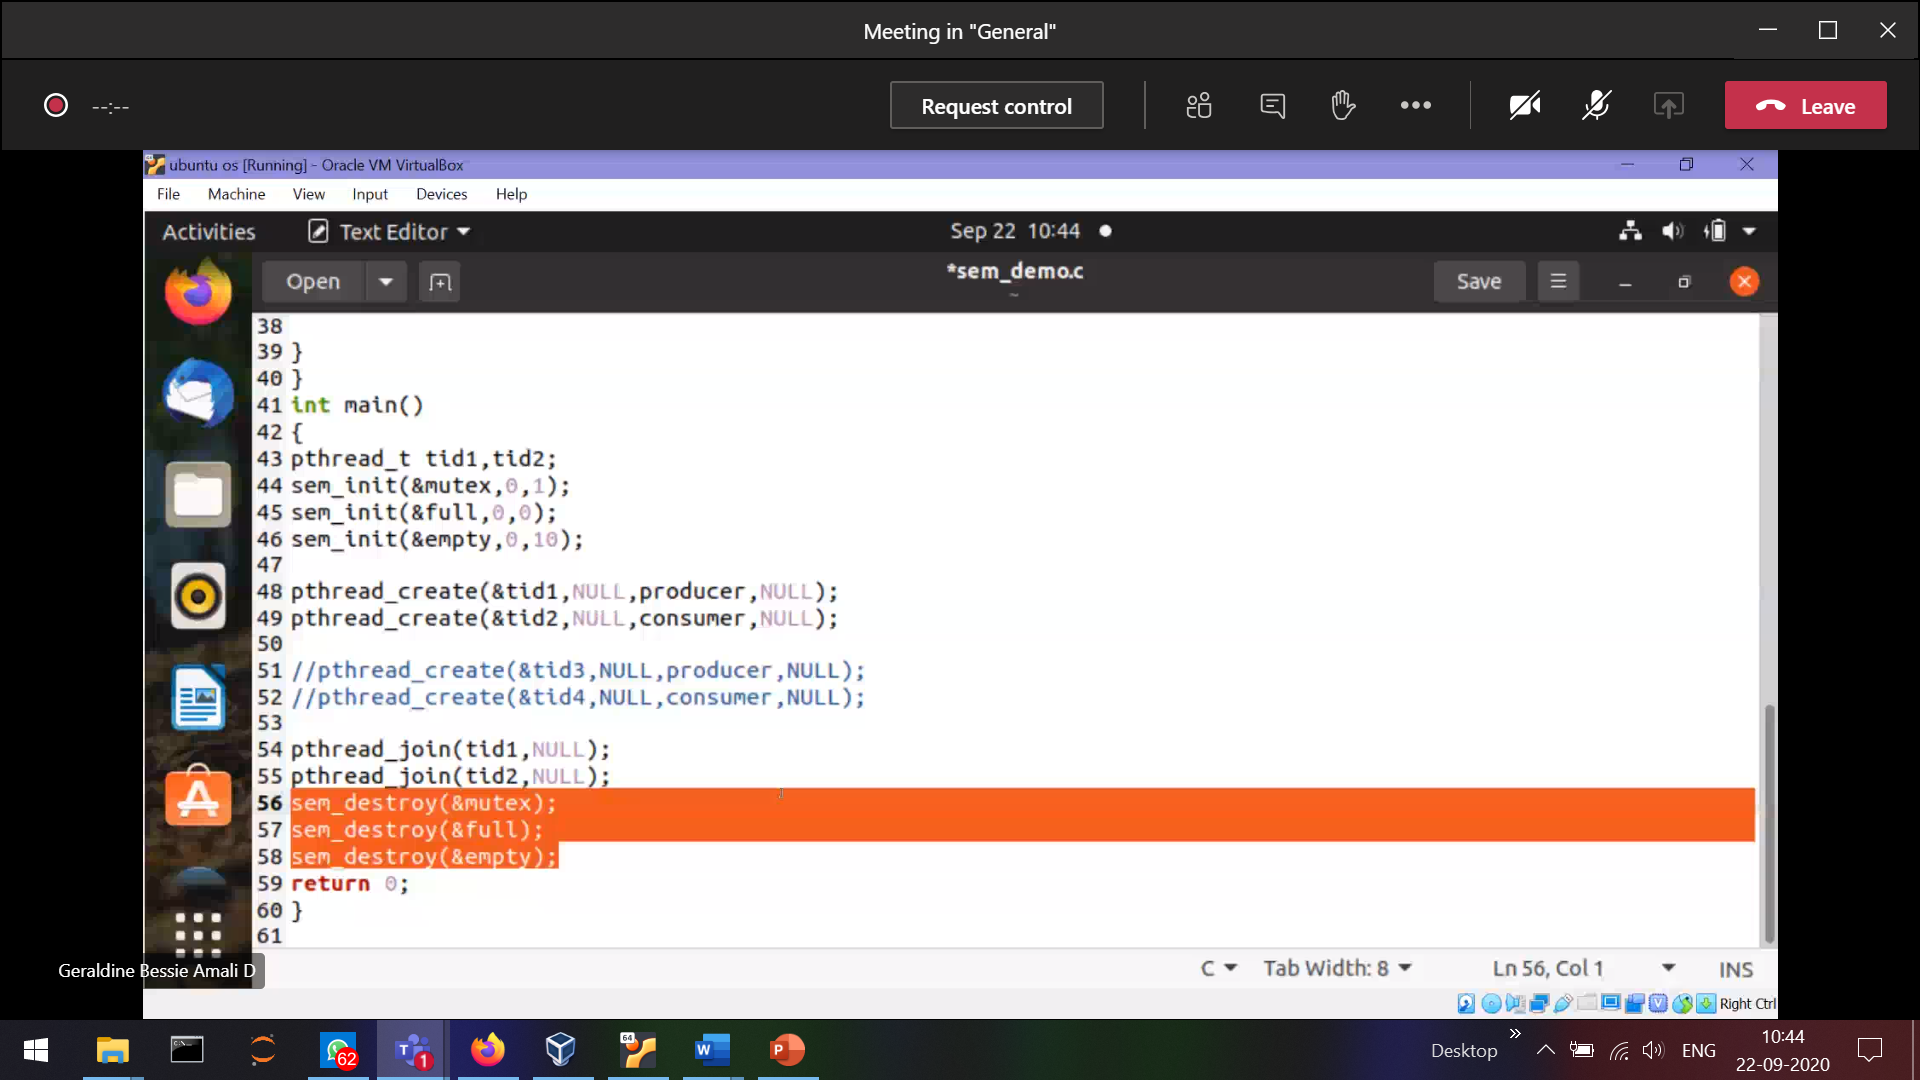 Meeting in "General"
--:--
Request control
Leave
64
ubuntu os [Running] - Oracle VM VirtualBox
File Machine View Input Devices Help
Activities Text Editor Sep 22 10:44
Open *sem_demo.c Save
~
38
39 }
40 }
41 int main()
42 {
43 pthread_t tid1,tid2;
44 sem_init(&mutex,0,1);
45 sem_init(&full,0,0);
46 sem_init(&empty,0,10);
47
48 pthread_create(&tid1,NULL,producer,NULL);
49 pthread_create(&tid2,NULL,consumer,NULL);
50
51 //pthread_create(&tid3,NULL,producer,NULL);
52 //pthread_create(&tid4,NULL,consumer,NULL);
53
54 pthread_join(tid1,NULL);
55 pthread_join(tid2,NULL);
56 sem_destroy(&mutex);
57 sem_destroy(&full);
58 sem_destroy(&empty);
59 return 0;
60 }
61
Geraldine Bessie Amali D
C Tab Width: 8 Ln 56, Col 1 INS
Right Ctrl
62 T 1 64 W P
Desktop ENG
10:44
22-09-2020